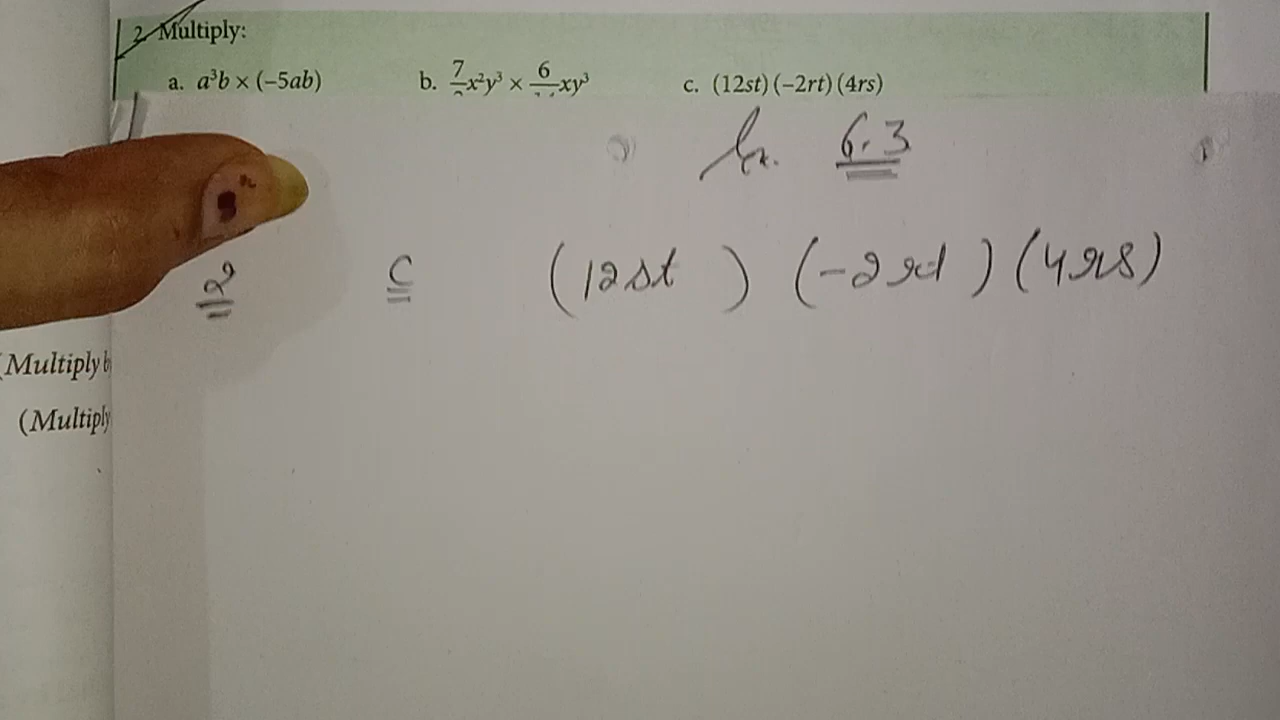 2. Multiply:
a. a³b × (−5ab) b. 7 x²y³ × 6 xy³ c. (12st) (−2rt) (4rs)
Ex. 6.3
2 c (12st) (−2rt) (4rs)
(Multiply b
(Multiply